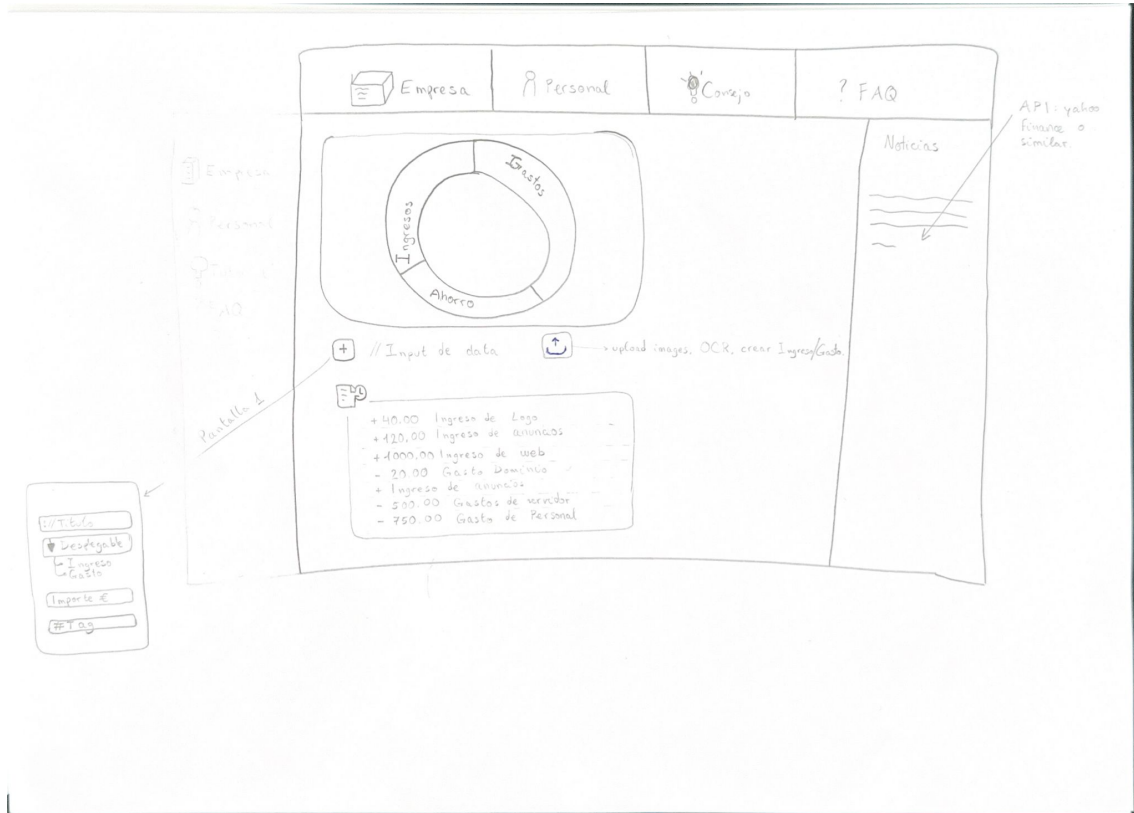 Empresa
Personal
Consejo
? FAQ
API: yahoo
finance o
similar
Noticias
Empresa
Personal
FAQ
Gastos
Ingresos
Ahorro
+ // Input de data
> upload images, OCR, crear Ingreso/Gasto.
Pantalla 1
+ 40.00 Ingreso de Logo
+ 120,00 Ingreso de anuncios
+ 1000,00 Ingreso de web
- 20.00 Gasto Dominio
+ Ingreso de anuncios
- 500.00 Gastos de servidor
- 750.00 Gasto de Personal
://Titulo
Desplegable
Ingreso
Gasto
Importe €
#Tag